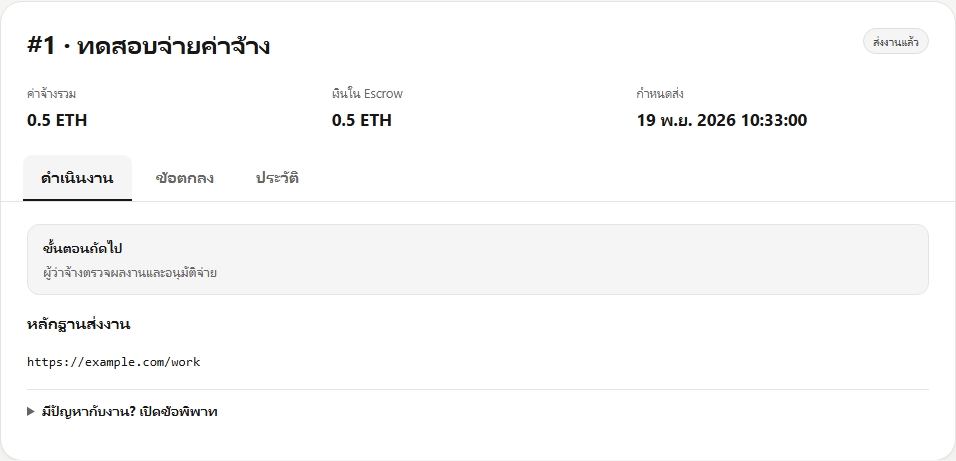 #1 · ทดสอบจ่ายค่าจ้าง
ส่งงานแล้ว
ค่าจ้างรวม
เงินใน Escrow
กำหนดส่ง
0.5 ETH
0.5 ETH
19 พ.ย. 2026 10:33:00
ดำเนินงาน
ข้อตกลง
ประวัติ
ขั้นตอนถัดไป
ผู้ว่าจ้างตรวจผลงานและอนุมัติจ่าย
หลักฐานส่งงาน
https://example.com/work
มีปัญหากับงาน? เปิดข้อพิพาท